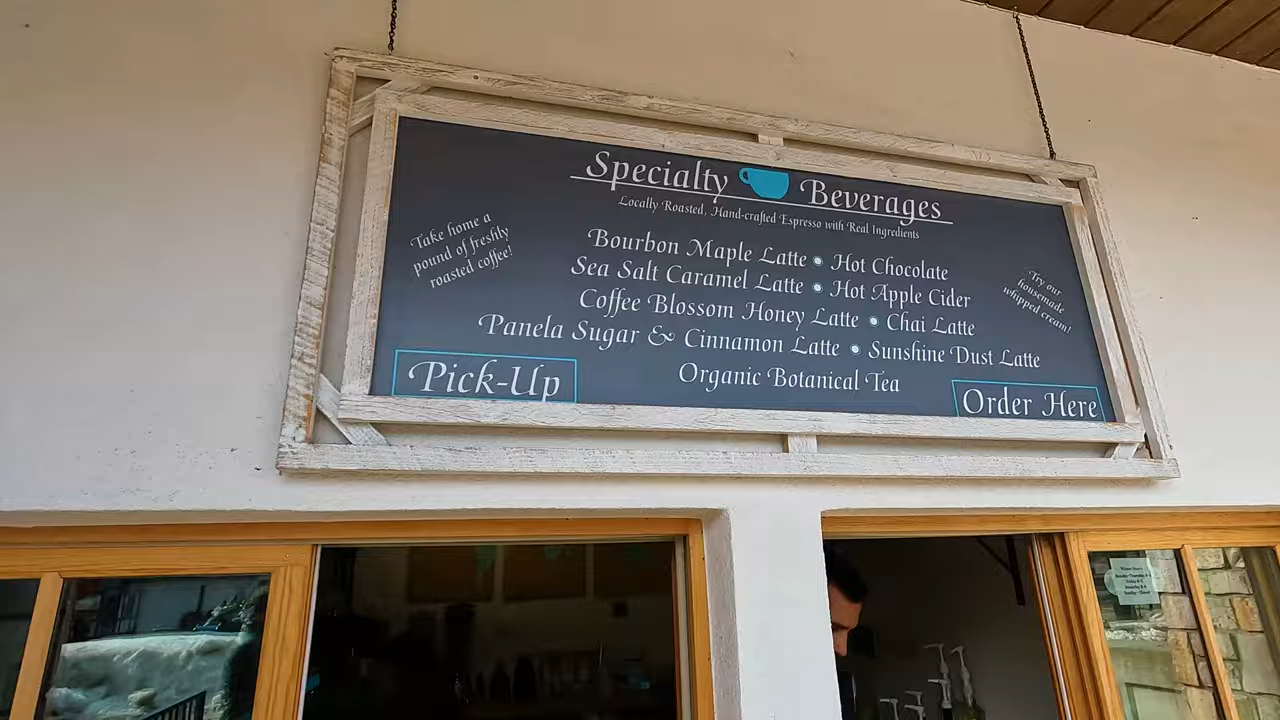 Specialty Beverages
Locally Roasted, Hand-crafted Espresso with Real Ingredients
Take home a
pound of freshly
roasted coffee!
Bourbon Maple Latte • Hot Chocolate
Sea Salt Caramel Latte • Hot Apple Cider
Coffee Blossom Honey Latte • Chai Latte
Panela Sugar & Cinnamon Latte • Sunshine Dust Latte
Organic Botanical Tea
Try our
housemade
whipped cream!
Pick-Up
Order Here